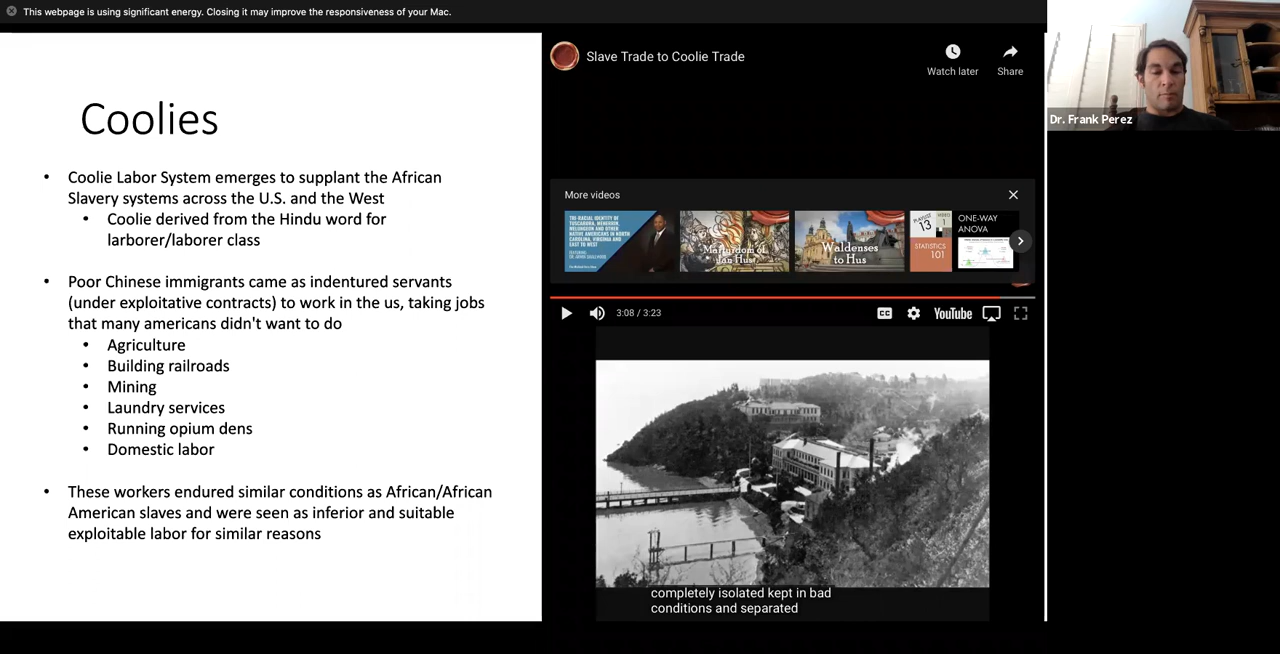 This webpage is using significant energy. Closing it may improve the responsiveness of your Mac.
Coolies
• Coolie Labor System emerges to supplant the African
Slavery systems across the U.S. and the West
• Coolie derived from the Hindu word for
larborer/laborer class
• Poor Chinese immigrants came as indentured servants
(under exploitative contracts) to work in the us, taking jobs
that many americans didn't want to do
• Agriculture
• Building railroads
• Mining
• Laundry services
• Running opium dens
• Domestic labor
• These workers endured similar conditions as African/African
American slaves and were seen as inferior and suitable
exploitable labor for similar reasons
Slave Trade to Coolie Trade
Watch later
Share
More videos
Martyrdom of
Jan Hus
Waldenses
to Hus
PLAYLIST
13
VIDEO
1
STATISTICS
101
ONE-WAY
ANOVA
3:08 / 3:23
CC
YouTube
completely isolated kept in bad
conditions and separated
Dr. Frank Perez